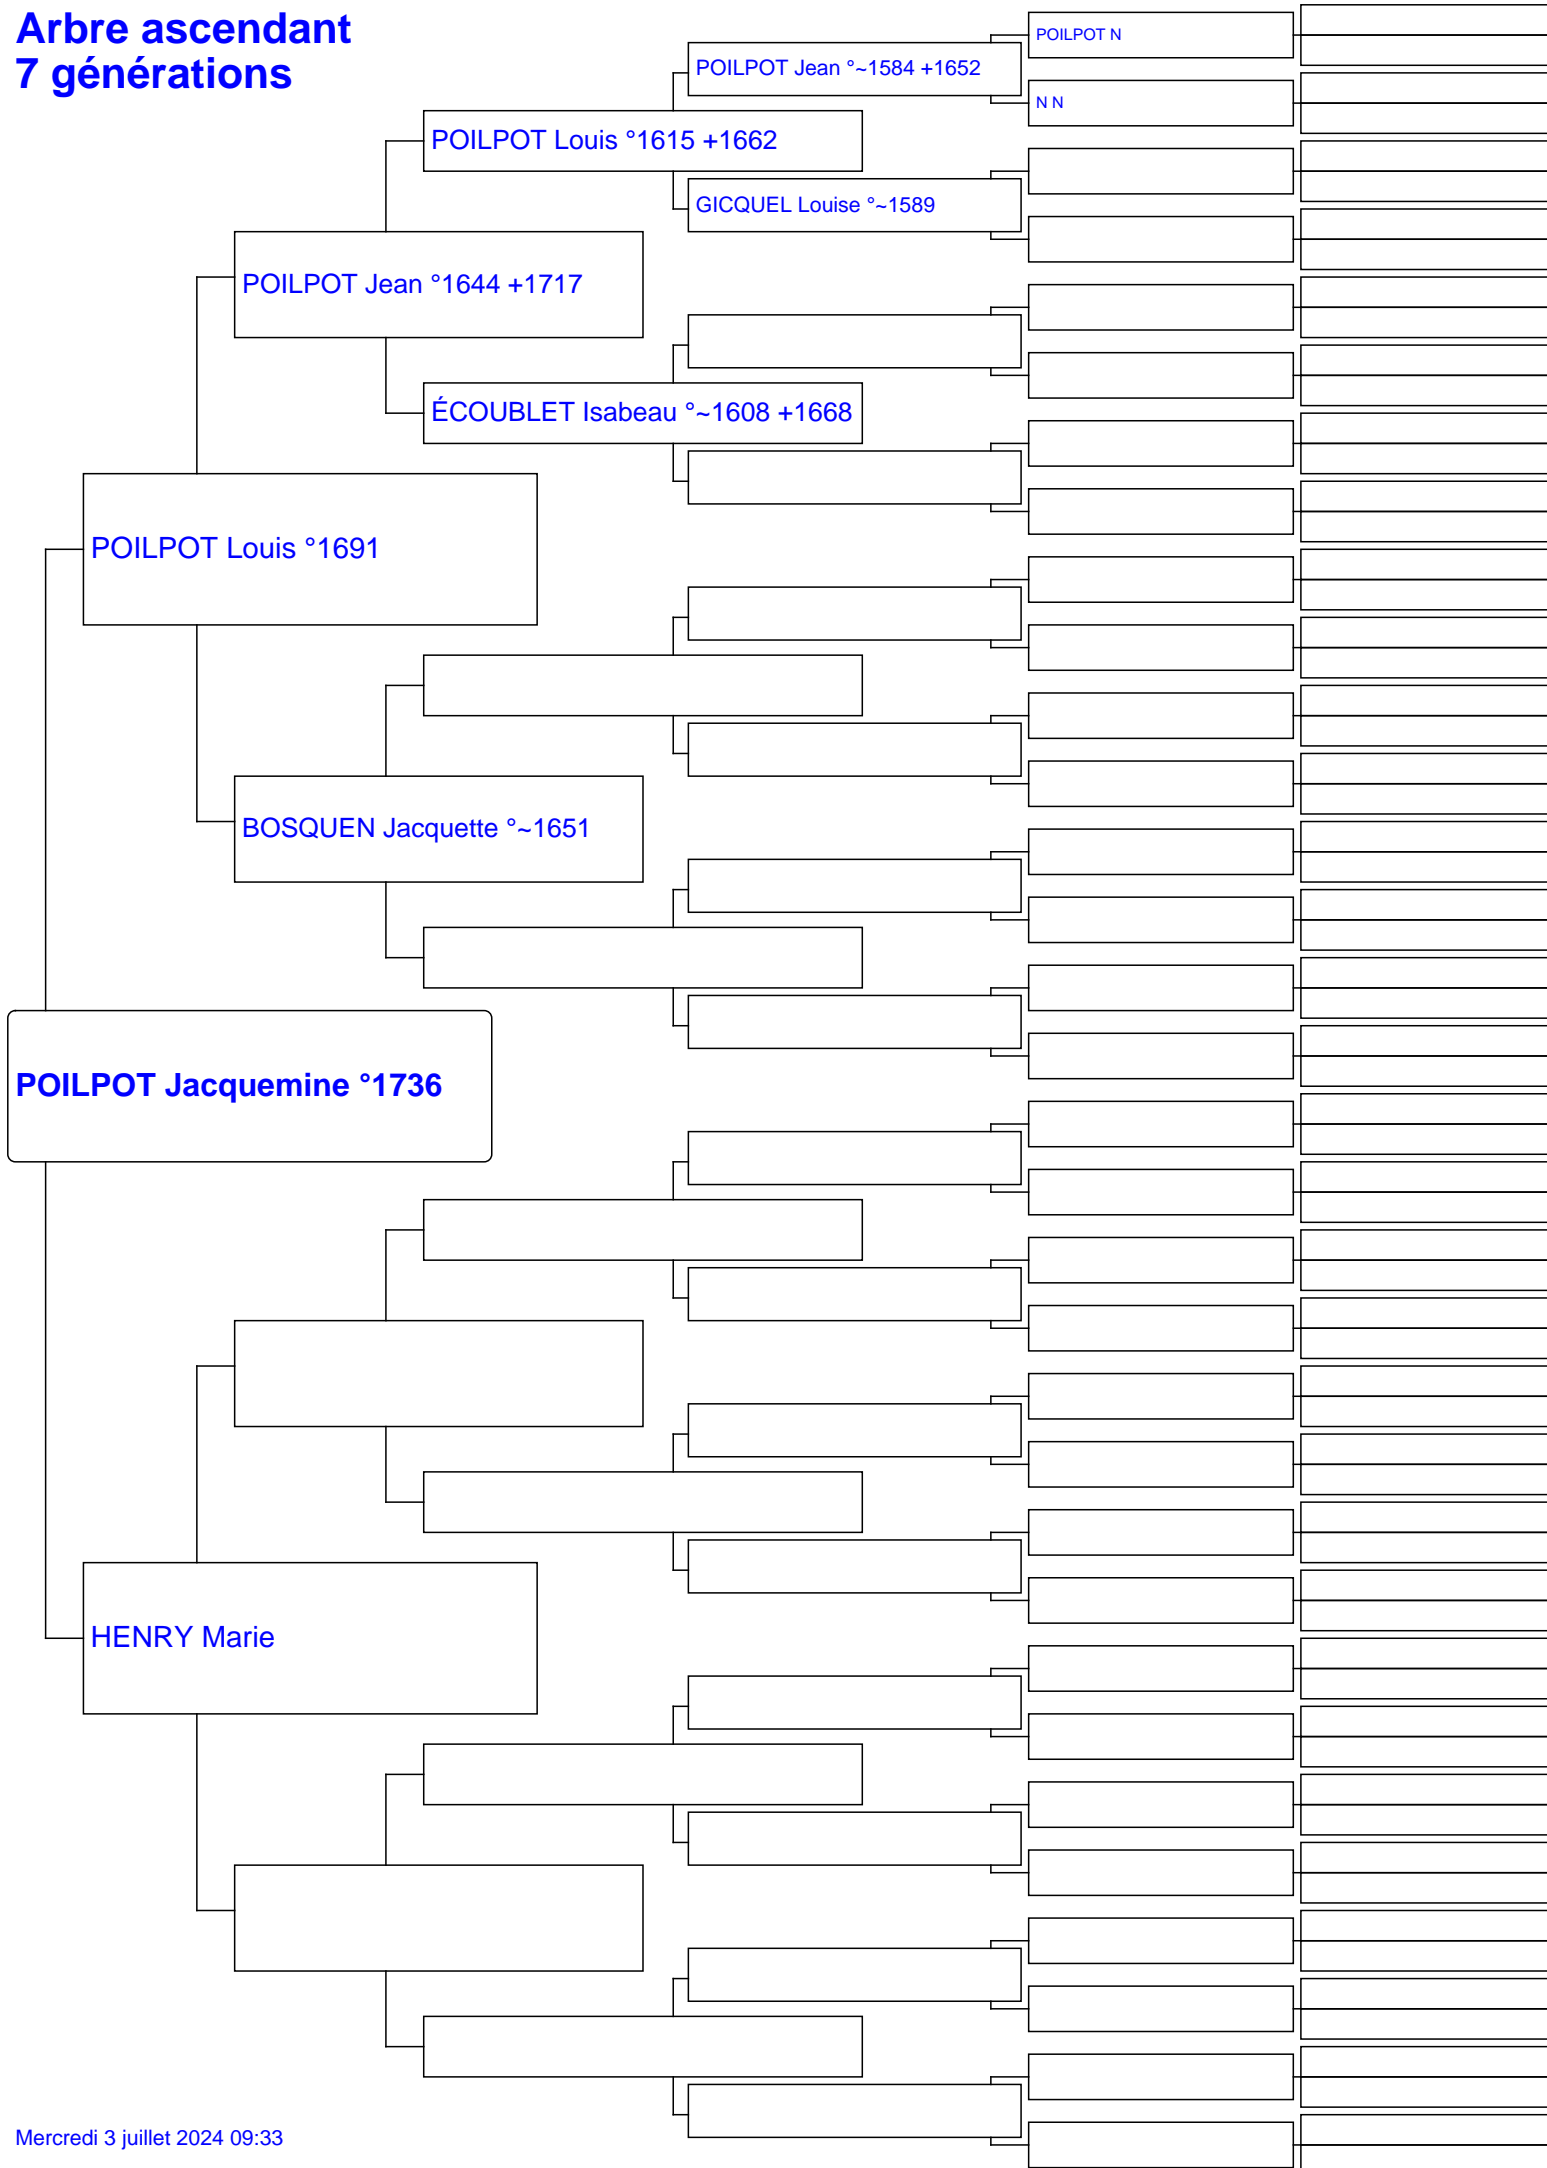 Arbre ascendant
7 générations
POILPOT N
POILPOT Jean °~1584 +1652
N N
POILPOT Louis °1615 +1662
GICQUEL Louise °~1589
POILPOT Jean °1644 +1717
ÉCOUBLET Isabeau °~1608 +1668
POILPOT Louis °1691
BOSQUEN Jacquette °~1651
POILPOT Jacquemine °1736
HENRY Marie
Mercredi 3 juillet 2024 09:33